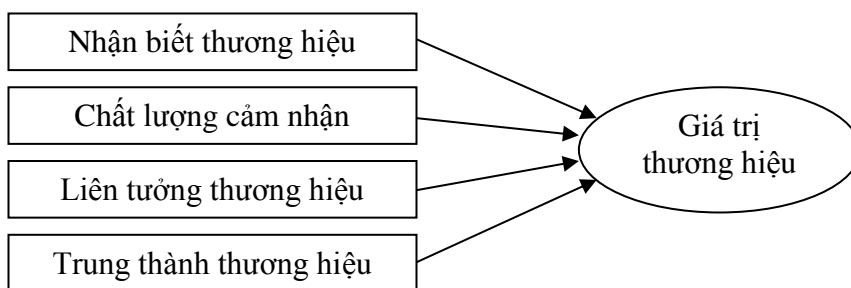 Nhận biết thương hiệu
Chất lượng cảm nhận
Liên tưởng thương hiệu
Trung thành thương hiệu
Giá trị
thương hiệu